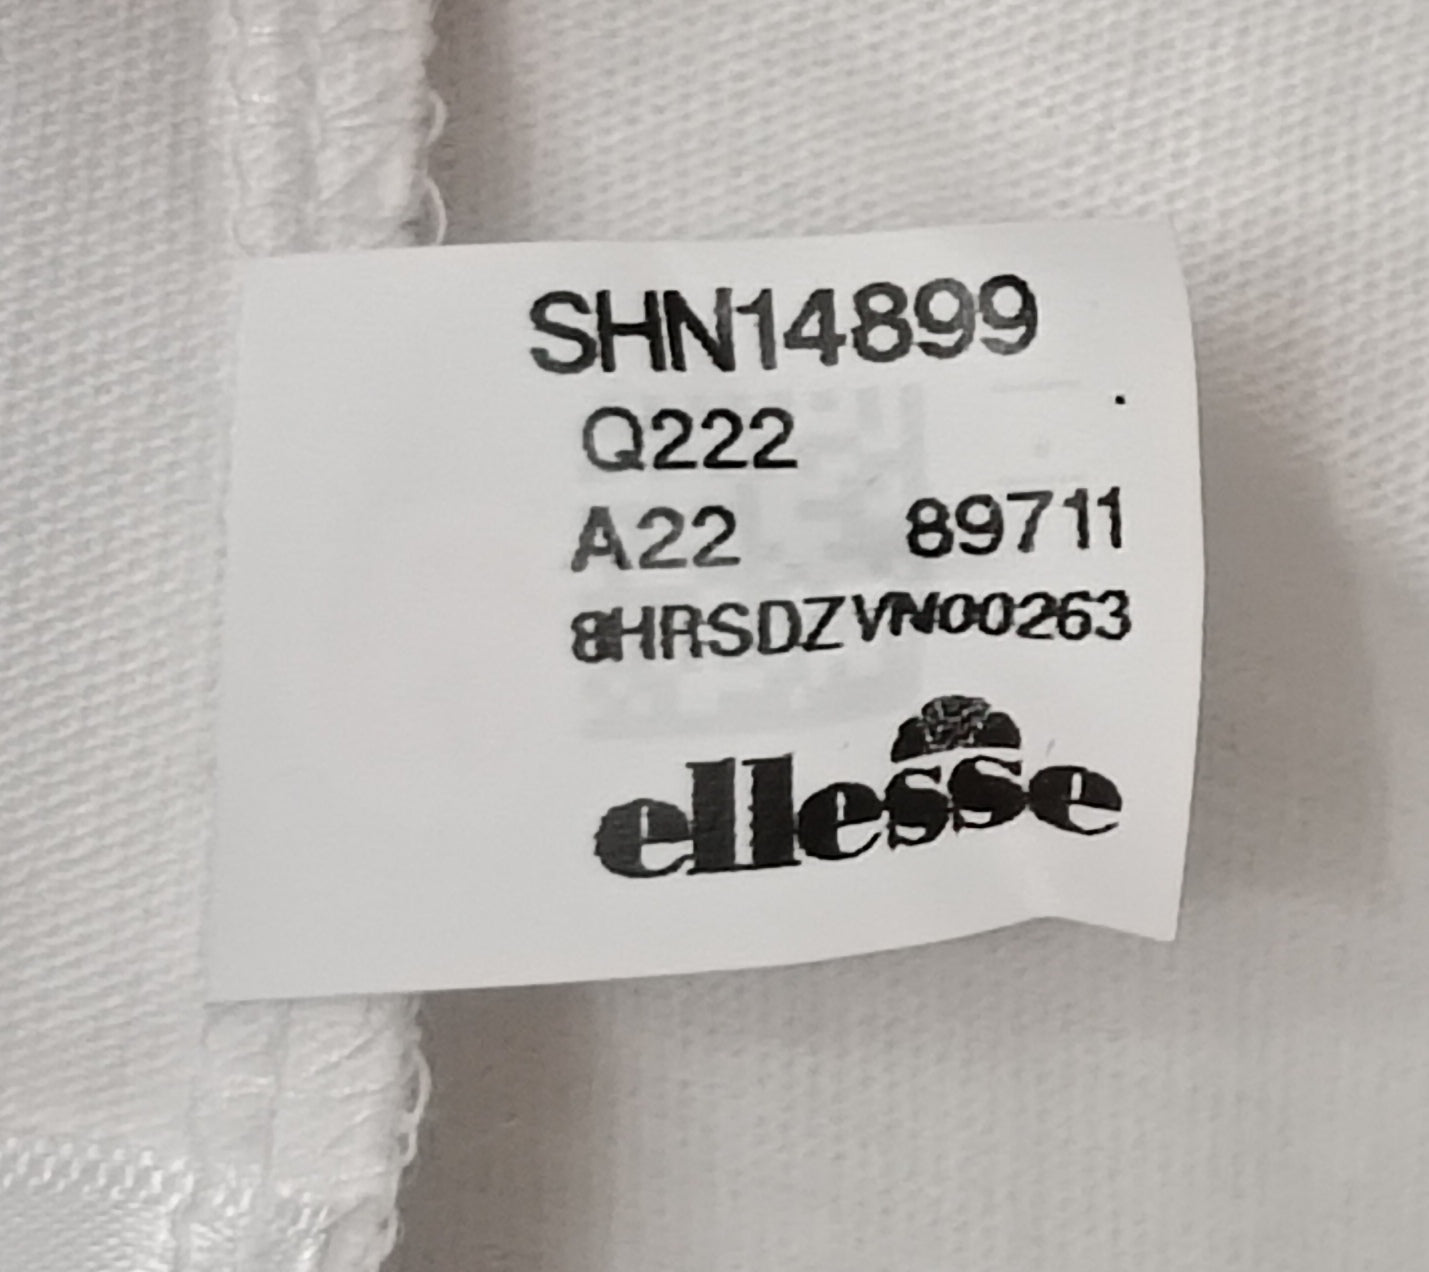 SHN14899
Q222
A22 89711
8HRSDZVN00263
ellesse